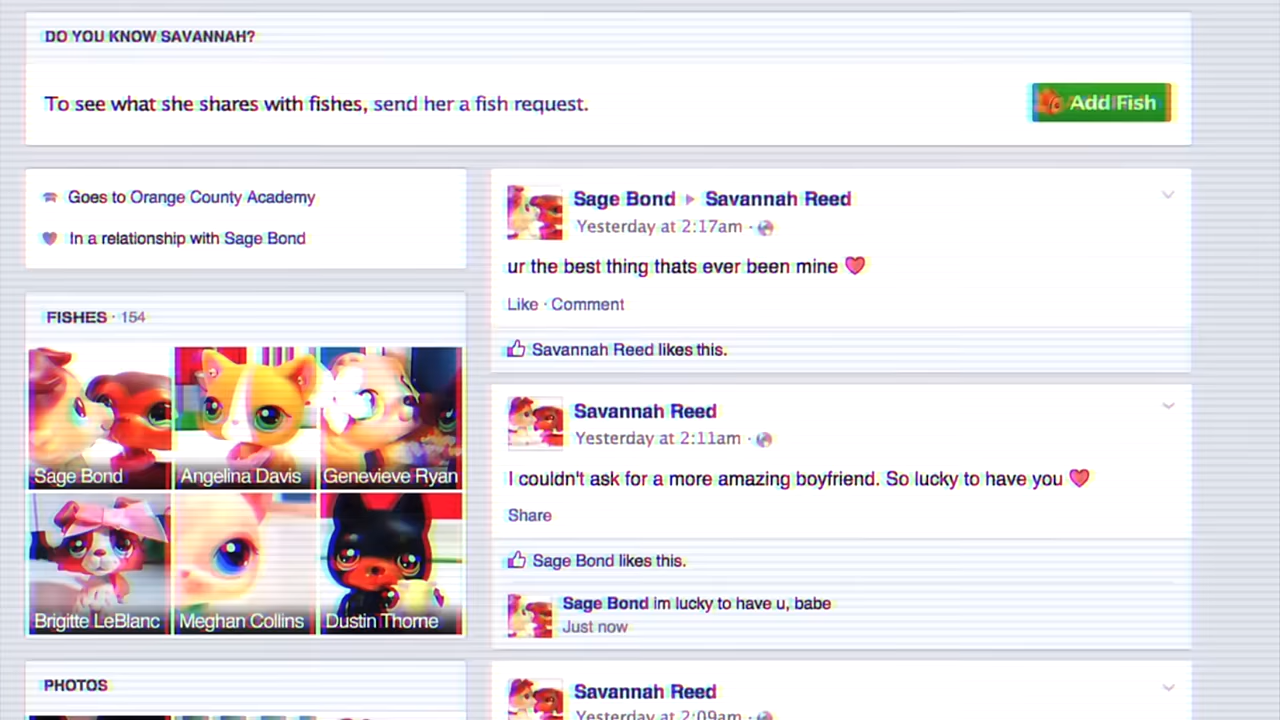 DO YOU KNOW SAVANNAH?
To see what she shares with fishes, send her a fish request.
Add Fish
Goes to Orange County Academy
In a relationship with Sage Bond
FISHES · 154
Sage Bond
Angelina Davis
Genevieve Ryan
Brigitte LeBlanc
Meghan Collins
Dustin Thorne
PHOTOS
Sage Bond ▸ Savannah Reed
Yesterday at 2:17am ·
ur the best thing thats ever been mine ❤
Like · Comment
Savannah Reed likes this.
Savannah Reed
Yesterday at 2:11am ·
I couldn't ask for a more amazing boyfriend. So lucky to have you ❤
Share
Sage Bond likes this.
Sage Bond im lucky to have u, babe
Just now
Savannah Reed
Yesterday at 2:09am ·